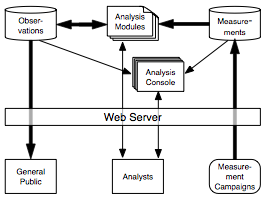 Obser-
vations
Analysis
Modules
Measure-
ments
Analysis
Console
Web Server
General
Public
Analysts
Measure-
ment
Campaigns